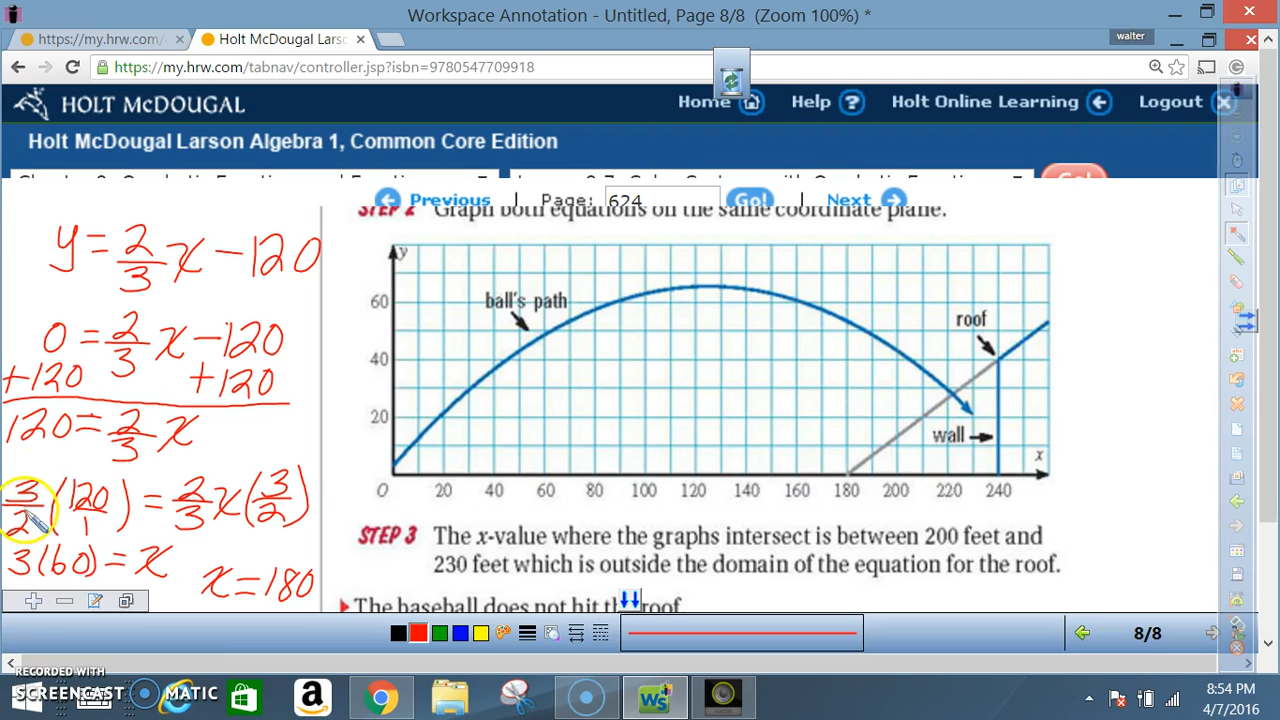 Workspace Annotation - Untitled, Page 8/8 (Zoom 100%) *
https://my.hrw.com/
Holt McDougal Lars
walter
https://my.hrw.com/tabnav/controller.jsp?isbn=9780547709918
HOLT McDOUGAL
Home
Help
Holt Online Learning
Logout
Holt McDougal Larson Algebra 1, Common Core Edition
Previous | Page: 624 Go! | Next
STEP 2 Graph both equations on the same coordinate plane.
y = 2/3 x - 120
0 = 2/3 x - 120
+120 +120
120 = 2/3 x
3/2 (120/1) = 2/3 x (3/2)
3(60) = x
x = 180
y
60
40
20
ball's path
roof
wall
x
O 20 40 60 80 100 120 140 160 180 200 220 240
STEP 3 The x-value where the graphs intersect is between 200 feet and
230 feet which is outside the domain of the equation for the roof.
The baseball does not hit the roof
8/8
RECORDED WITH
SCREENCAST MATIC
8:54 PM
4/7/2016